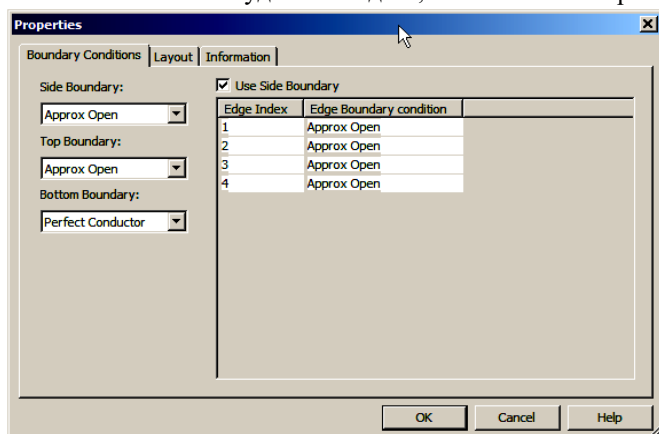 Properties
Boundary Conditions Layout Information
Side Boundary:
Approx Open
Top Boundary:
Approx Open
Bottom Boundary:
Perfect Conductor
Use Side Boundary
Edge Index Edge Boundary condition
1 Approx Open
2 Approx Open
3 Approx Open
4 Approx Open
OK Cancel Help